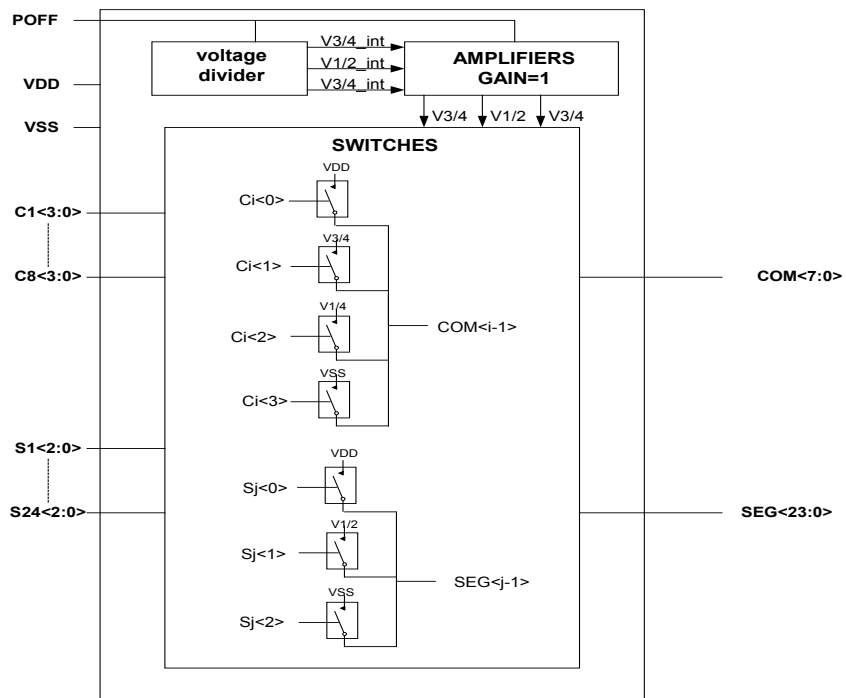 POFF
VDD
VSS
C1<3:0>
C8<3:0>
S1<2:0>
S24<2:0>
voltage
divider
V3/4_int
V1/2_int
V3/4_int
AMPLIFIERS
GAIN=1
V3/4
V1/2
V3/4
SWITCHES
VDD
Ci<0>
V3/4
Ci<1>
V1/4
Ci<2>
VSS
Ci<3>
COM<i-1>
VDD
Sj<0>
V1/2
Sj<1>
VSS
Sj<2>
SEG<j-1>
COM<7:0>
SEG<23:0>